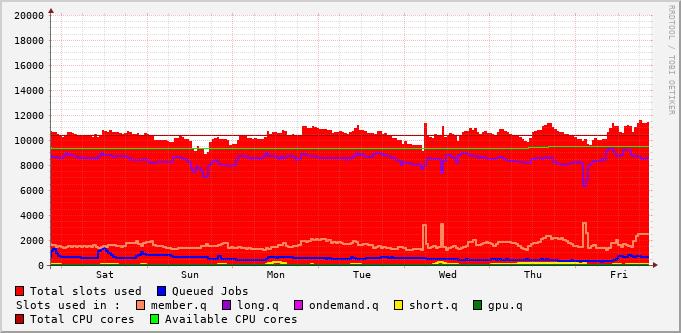 RRDTOOL / TOBI OETIKER
20000
18000
16000
14000
12000
10000
8000
6000
4000
2000
0
Sat Sun Mon Tue Wed Thu Fri
Total slots used Queued Jobs
Slots used in : member.q long.q ondemand.q short.q gpu.q
Total CPU cores Available CPU cores